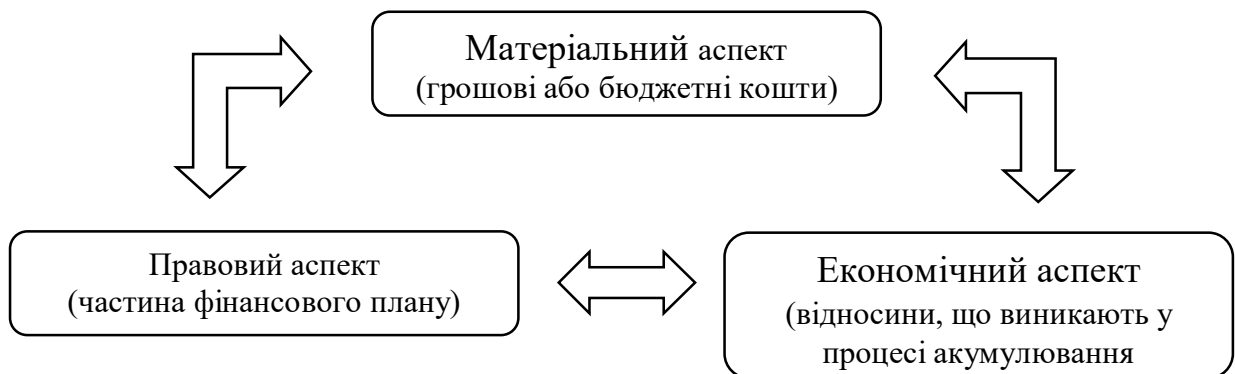 Матеріальний аспект
(грошові або бюджетні кошти)
Правовий аспект
(частина фінансового плану)
Економічний аспект
(відносини, що виникають у
процесі акумулювання